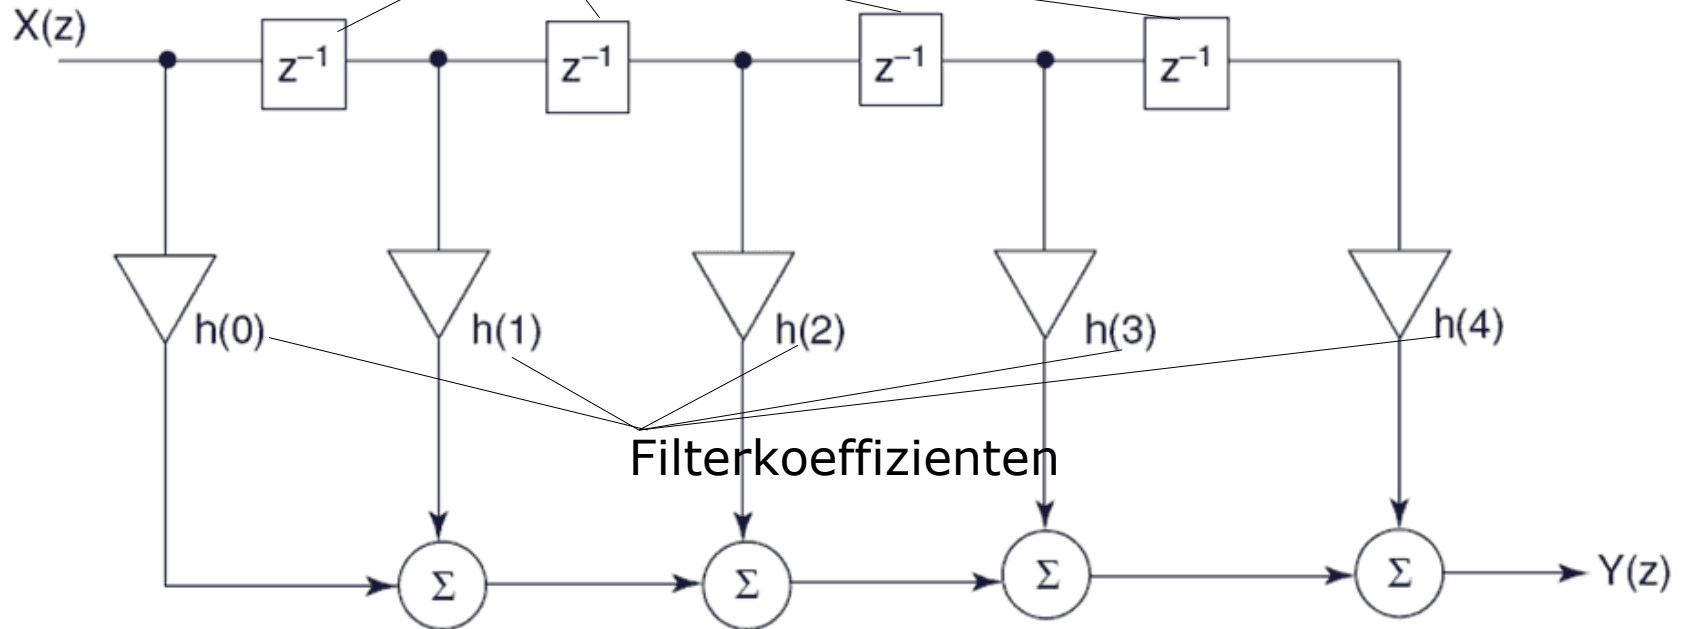 X(z)
z⁻¹ z⁻¹ z⁻¹ z⁻¹
h(0) h(1) h(2) h(3) h(4)
Filterkoeffizienten
Σ Σ Σ Σ Y(z)